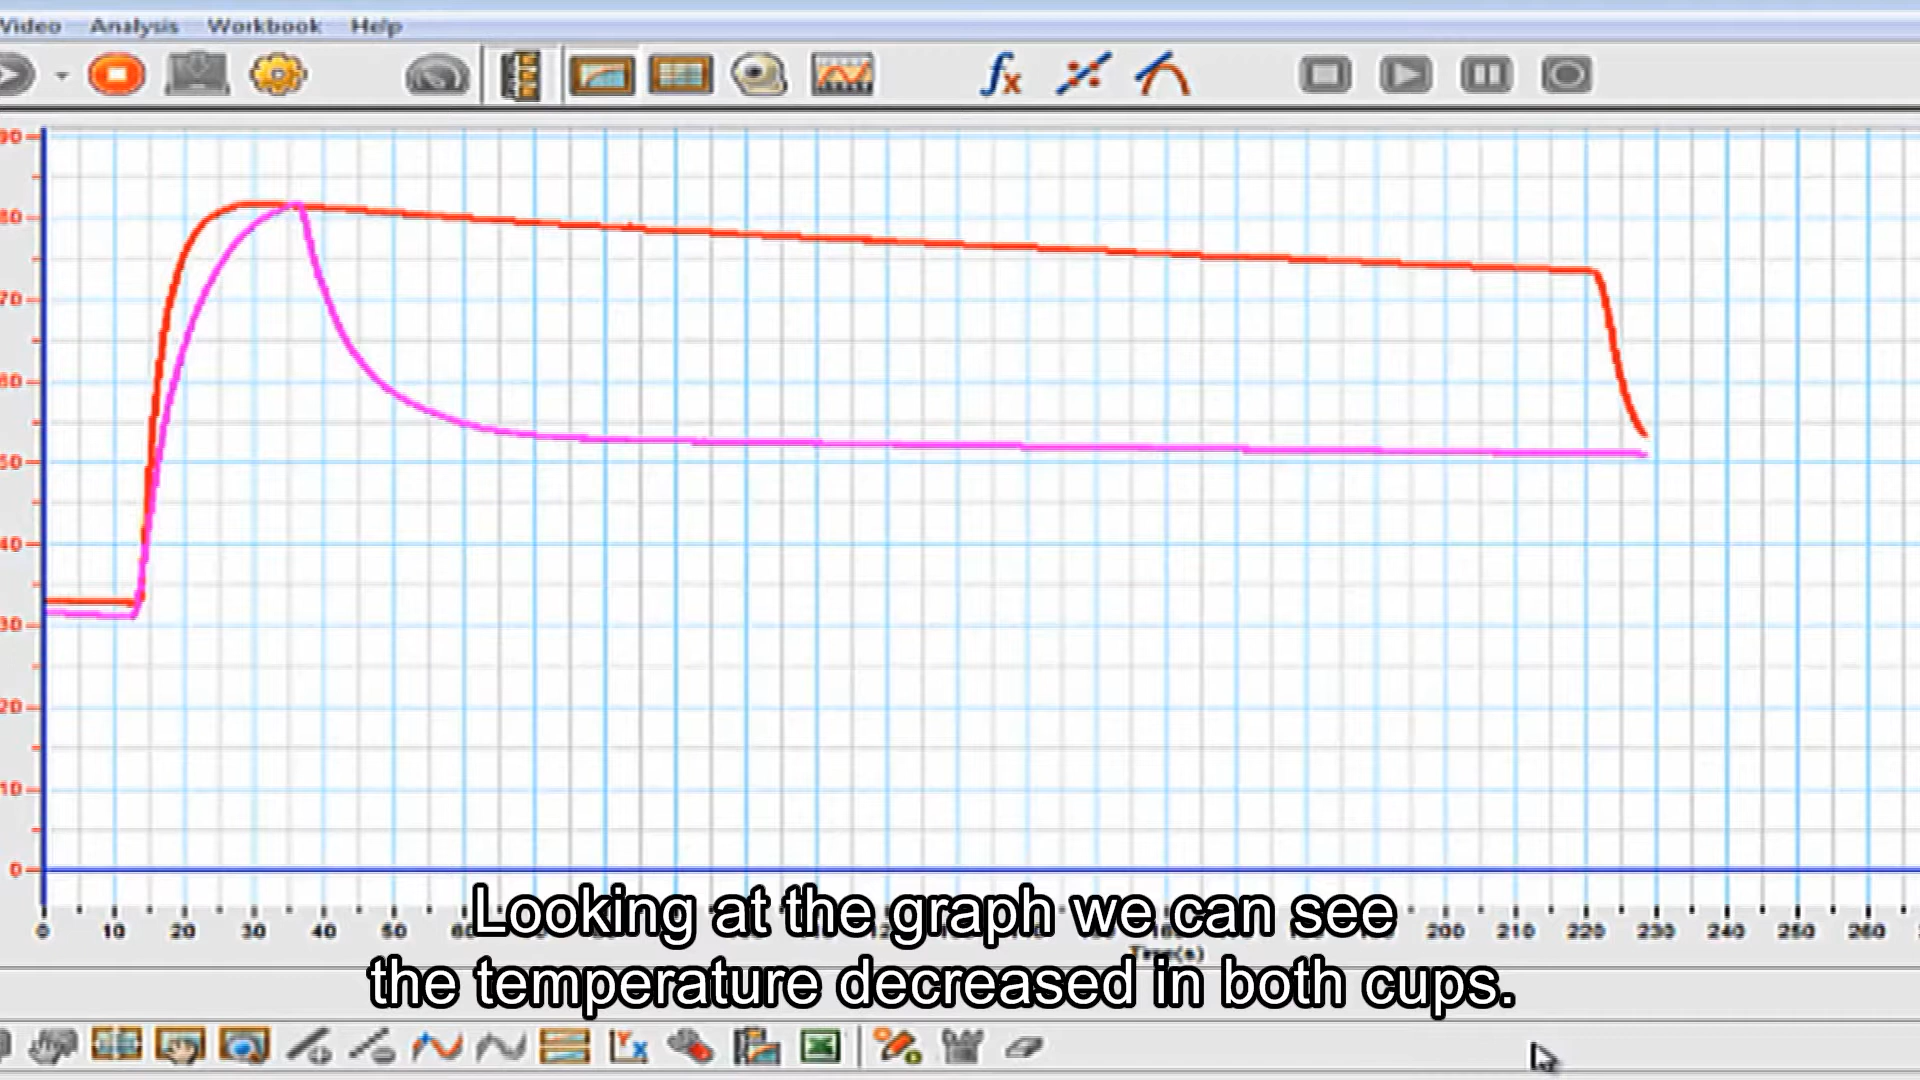 Video Analysis Workbook Help
90
80
70
60
50
40
30
20
10
0
0 10 20 30 40 50 200 210 220 230 240 250 260
Time(s)
Looking at the graph we can see
the temperature decreased in both cups.